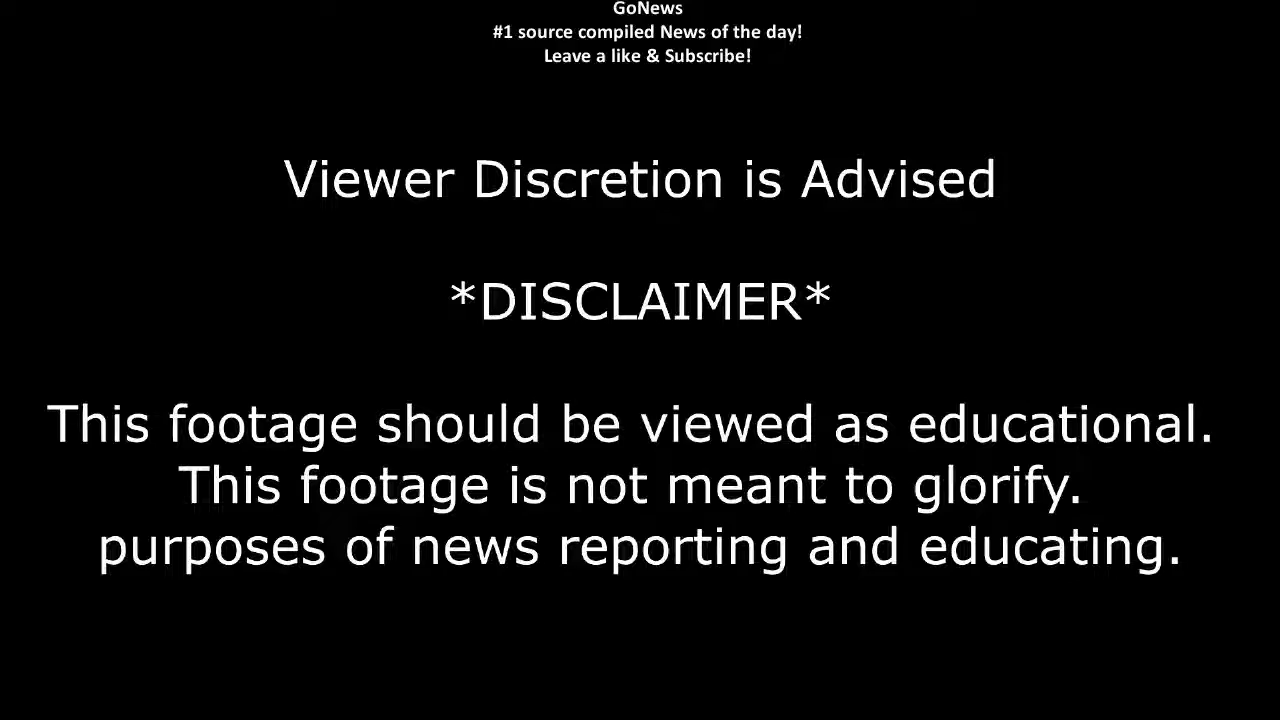 GoNews
#1 source compiled News of the day!
Leave a like & Subscribe!
Viewer Discretion is Advised
*DISCLAIMER*
This footage should be viewed as educational.
This footage is not meant to glorify.
purposes of news reporting and educating.